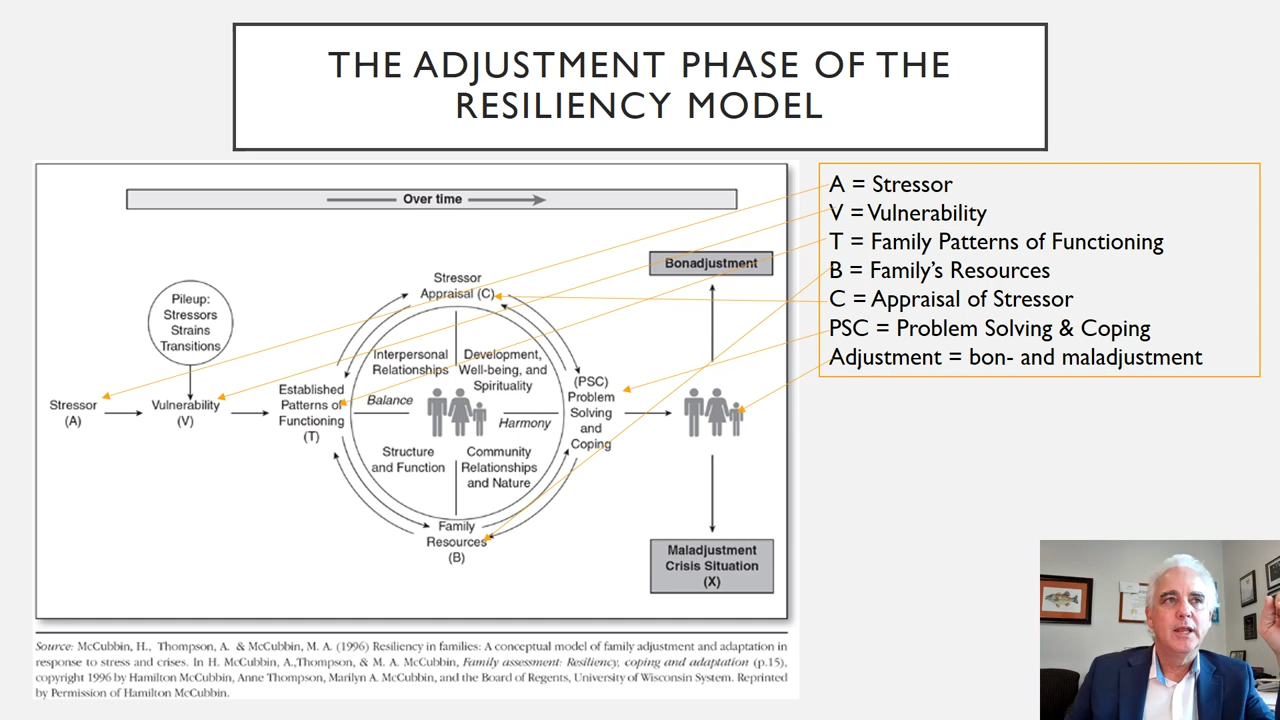 THE ADJUSTMENT PHASE OF THE
RESILIENCY MODEL
Over time
Bonadjustment
Stressor
Appraisal (C)
Pileup:
Stressors
Strains
Transitions
Interpersonal
Relationships
Development,
Well-being, and
Spirituality
Stressor
(A)
Vulnerability
(V)
Established
Patterns of
Functioning
(T)
Balance
Harmony
(PSC)
Problem
Solving
and
Coping
Structure
and Function
Community
Relationships
and Nature
Family
Resources
(B)
Maladjustment
Crisis Situation
(X)
A = Stressor
V = Vulnerability
T = Family Patterns of Functioning
B = Family's Resources
C = Appraisal of Stressor
PSC = Problem Solving & Coping
Adjustment = bon- and maladjustment
Source: McCubbin, H., Thompson, A. & McCubbin, M. A. (1996) Resiliency in families: A conceptual model of family adjustment and adaptation in
response to stress and crises. In H. McCubbin, A.,Thompson, & M. A. McCubbin, Family assessment: Resiliency, coping and adaptation (p.15),
copyright 1996 by Hamilton McCubbin, Anne Thompson, Marilyn A. McCubbin, and the Board of Regents, University of Wisconsin System. Reprinted
by Permission of Hamilton McCubbin.